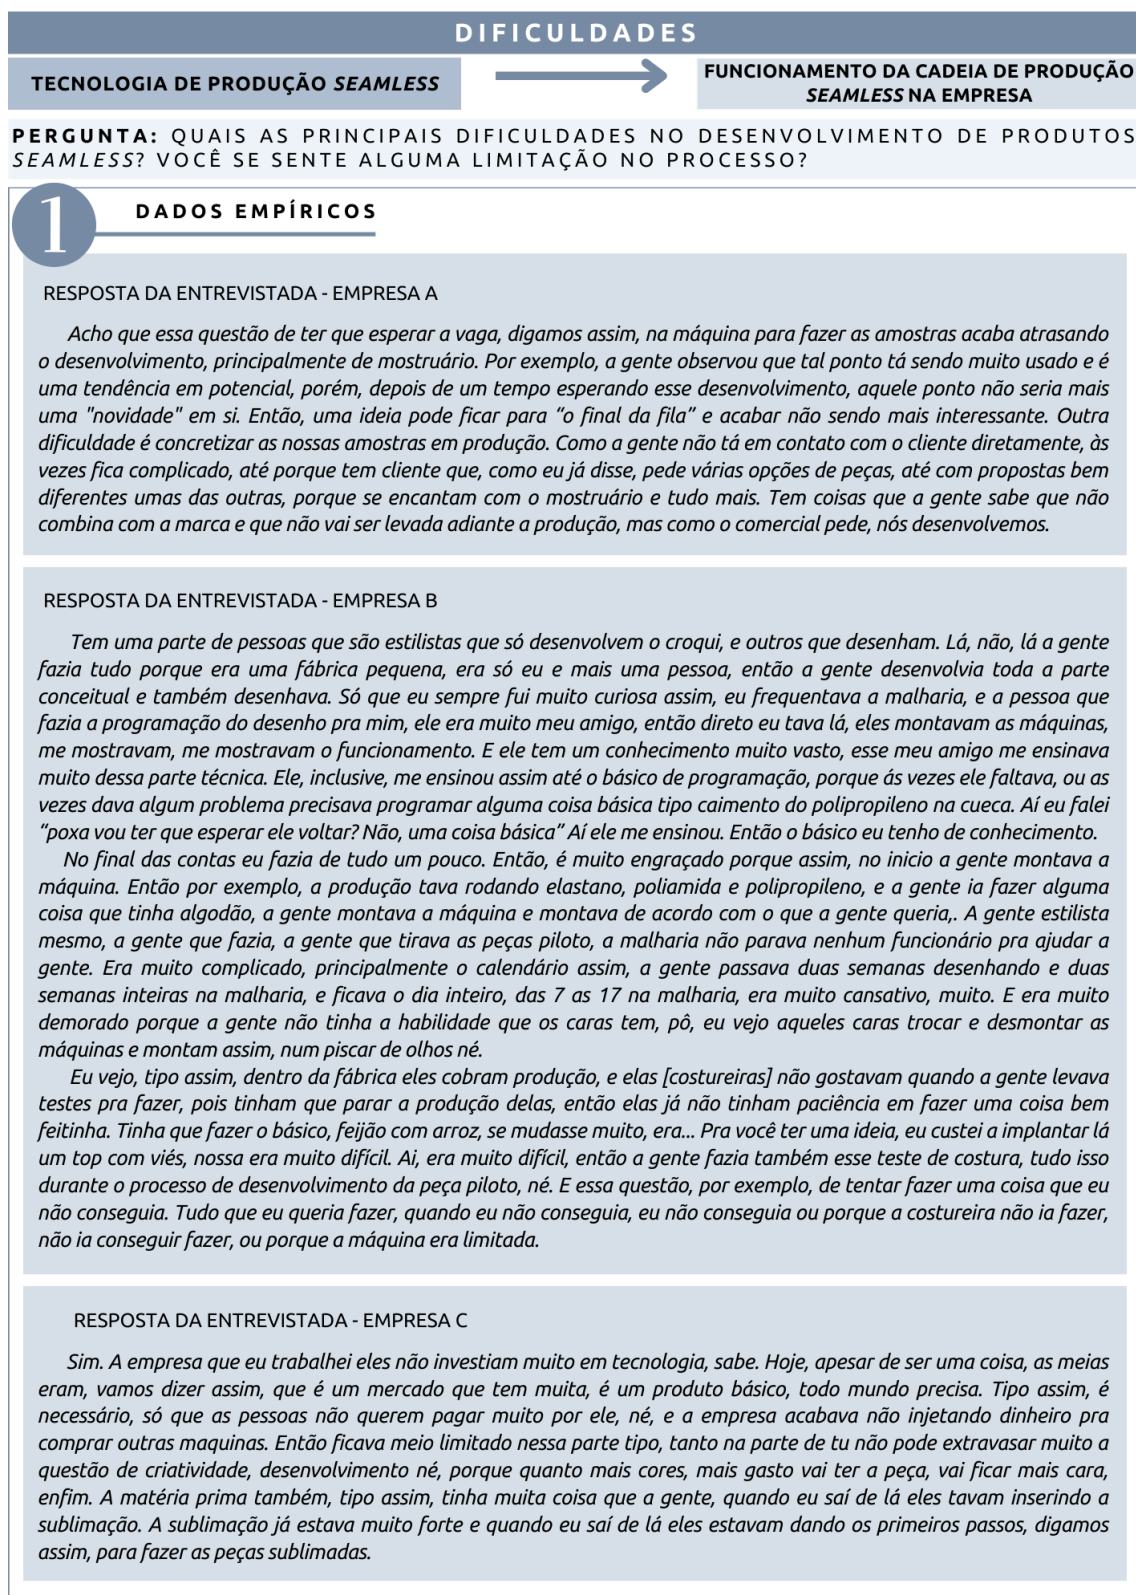 DIFICULDADES
TECNOLOGIA DE PRODUÇÃO SEAMLESS
FUNCIONAMENTO DA CADEIA DE PRODUÇÃO
SEAMLESS NA EMPRESA
PERGUNTA: QUAIS AS PRINCIPAIS DIFICULDADES NO DESENVOLVIMENTO DE PRODUTOS
SEAMLESS? VOCÊ SE SENTE ALGUMA LIMITAÇÃO NO PROCESSO?
1
DADOS EMPÍRICOS
RESPOSTA DA ENTREVISTADA - EMPRESA A
Acho que essa questão de ter que esperar a vaga, digamos assim, na máquina para fazer as amostras acaba atrasando
o desenvolvimento, principalmente de mostruário. Por exemplo, a gente observou que tal ponto tá sendo muito usado e é
uma tendência em potencial, porém, depois de um tempo esperando esse desenvolvimento, aquele ponto não seria mais
uma "novidade" em si. Então, uma ideia pode ficar para “o final da fila” e acabar não sendo mais interessante. Outra
dificuldade é concretizar as nossas amostras em produção. Como a gente não tá em contato com o cliente diretamente, às
vezes fica complicado, até porque tem cliente que, como eu já disse, pede várias opções de peças, até com propostas bem
diferentes umas das outras, porque se encantam com o mostruário e tudo mais. Tem coisas que a gente sabe que não
combina com a marca e que não vai ser levada adiante a produção, mas como o comercial pede, nós desenvolvemos.
RESPOSTA DA ENTREVISTADA - EMPRESA B
Tem uma parte de pessoas que são estilistas que só desenvolvem o croqui, e outros que desenham. Lá, não, lá a gente
fazia tudo porque era uma fábrica pequena, era só eu e mais uma pessoa, então a gente desenvolvia toda a parte
conceitual e também desenhava. Só que eu sempre fui muito curiosa assim, eu frequentava a malharia, e a pessoa que
fazia a programação do desenho pra mim, ele era muito meu amigo, então direto eu tava lá, eles montavam as máquinas,
me mostravam, me mostravam o funcionamento. E ele tem um conhecimento muito vasto, esse meu amigo me ensinava
muito dessa parte técnica. Ele, inclusive, me ensinou assim até o básico de programação, porque ás vezes ele faltava, ou as
vezes dava algum problema precisava programar alguma coisa básica tipo caimento do polipropileno na cueca. Aí eu falei
“poxa vou ter que esperar ele voltar? Não, uma coisa básica” Aí ele me ensinou. Então o básico eu tenho de conhecimento.
No final das contas eu fazia de tudo um pouco. Então, é muito engraçado porque assim, no inicio a gente montava a
máquina. Então por exemplo, a produção tava rodando elastano, poliamida e polipropileno, e a gente ia fazer alguma
coisa que tinha algodão, a gente montava a máquina e montava de acordo com o que a gente queria,. A gente estilista
mesmo, a gente que fazia, a gente que tirava as peças piloto, a malharia não parava nenhum funcionário pra ajudar a
gente. Era muito complicado, principalmente o calendário assim, a gente passava duas semanas desenhando e duas
semanas inteiras na malharia, e ficava o dia inteiro, das 7 as 17 na malharia, era muito cansativo, muito. E era muito
demorado porque a gente não tinha a habilidade que os caras tem, pô, eu vejo aqueles caras trocar e desmontar as
máquinas e montam assim, num piscar de olhos né.
Eu vejo, tipo assim, dentro da fábrica eles cobram produção, e elas [costureiras] não gostavam quando a gente levava
testes pra fazer, pois tinham que parar a produção delas, então elas já não tinham paciência em fazer uma coisa bem
feitinha. Tinha que fazer o básico, feijão com arroz, se mudasse muito, era... Pra você ter uma ideia, eu custei a implantar lá
um top com viés, nossa era muito difícil. Ai, era muito difícil, então a gente fazia também esse teste de costura, tudo isso
durante o processo de desenvolvimento da peça piloto, né. E essa questão, por exemplo, de tentar fazer uma coisa que eu
não conseguia. Tudo que eu queria fazer, quando eu não conseguia, eu não conseguia ou porque a costureira não ia fazer,
não ia conseguir fazer, ou porque a máquina era limitada.
RESPOSTA DA ENTREVISTADA - EMPRESA C
Sim. A empresa que eu trabalhei eles não investiam muito em tecnologia, sabe. Hoje, apesar de ser uma coisa, as meias
eram, vamos dizer assim, que é um mercado que tem muita, é um produto básico, todo mundo precisa. Tipo assim, é
necessário, só que as pessoas não querem pagar muito por ele, né, e a empresa acabava não injetando dinheiro pra
comprar outras maquinas. Então ficava meio limitado nessa parte tipo, tanto na parte de tu não pode extravasar muito a
questão de criatividade, desenvolvimento né, porque quanto mais cores, mais gasto vai ter a peça, vai ficar mais cara,
enfim. A matéria prima também, tipo assim, tinha muita coisa que a gente, quando eu saí de lá eles tavam inserindo a
sublimação. A sublimação já estava muito forte e quando eu saí de lá eles estavam dando os primeiros passos, digamos
assim, para fazer as peças sublimadas.